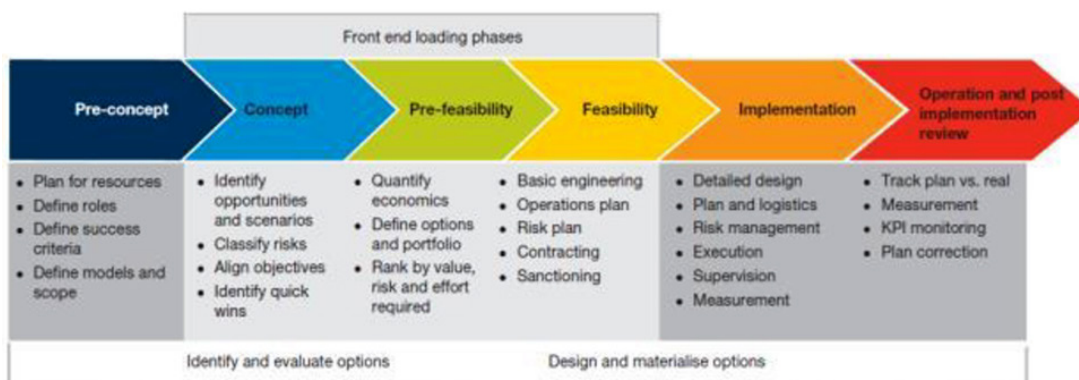 Front end loading phases
Pre-concept
Concept
Pre-feasibility
Feasibility
Implementation
Operation and post
implementation
review
• Plan for resources
• Define roles
• Define success
criteria
• Define models and
scope
• Identify
opportunities
and scenarios
• Classify risks
• Align objectives
• Identify quick
wins
• Quantify
economics
• Define options
and portfolio
• Rank by value,
risk and effort
required
• Basic engineering
• Operations plan
• Risk plan
• Contracting
• Sanctioning
• Detailed design
• Plan and logistics
• Risk management
• Execution
• Supervision
• Measurement
• Track plan vs. real
• Measurement
• KPI monitoring
• Plan correction
Identify and evaluate options
Design and materialise options